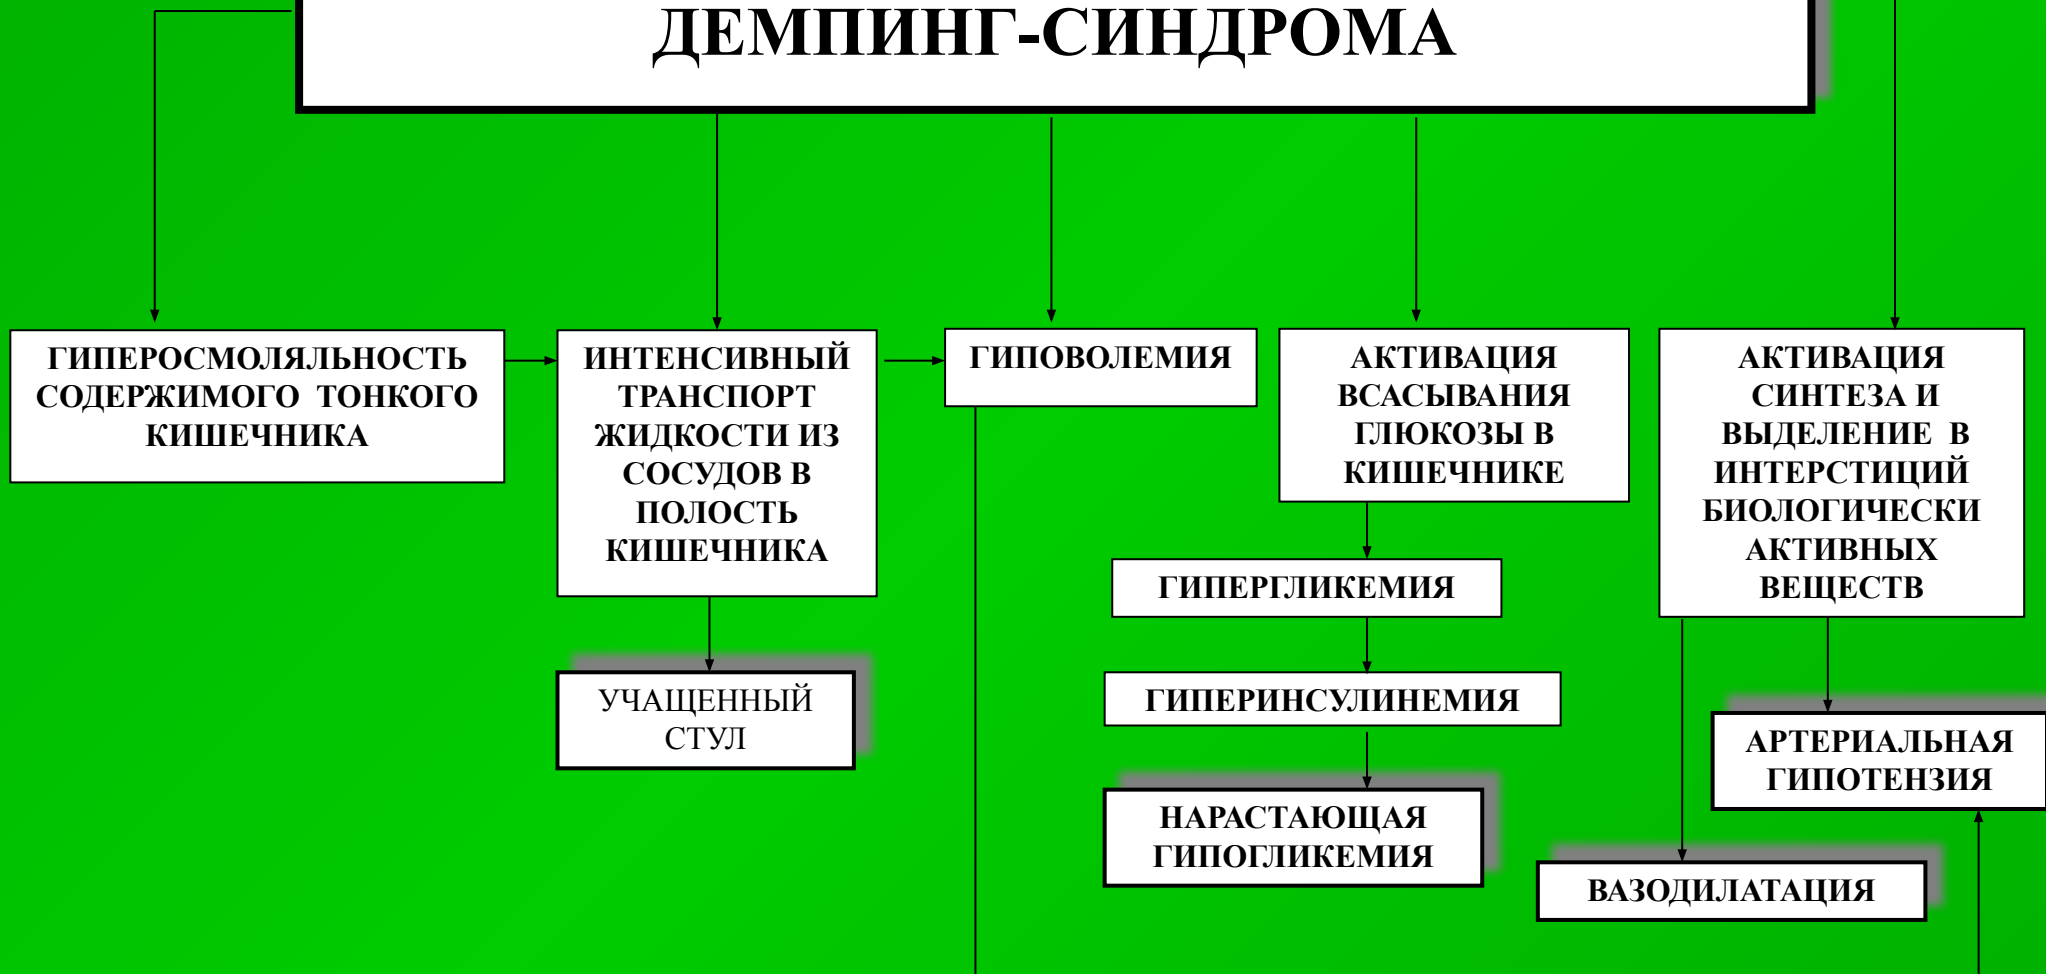 ДЕМПИНГ-СИНДРОМА
ГИПЕРОСМОЛЯЛЬНОСТЬ
СОДЕРЖИМОГО ТОНКОГО
КИШЕЧНИКА
ИНТЕНСИВНЫЙ
ТРАНСПОРТ
ЖИДКОСТИ ИЗ
СОСУДОВ В
ПОЛОСТЬ
КИШЕЧНИКА
ГИПОВОЛЕМИЯ
АКТИВАЦИЯ
ВСАСЫВАНИЯ
ГЛЮКОЗЫ В
КИШЕЧНИКЕ
АКТИВАЦИЯ
СИНТЕЗА И
ВЫДЕЛЕНИЕ В
ИНТЕРСТИЦИЙ
БИОЛОГИЧЕСКИ
АКТИВНЫХ
ВЕЩЕСТВ
ГИПЕРГЛИКЕМИЯ
УЧАЩЕННЫЙ
СТУЛ
ГИПЕРИНСУЛИНЕМИЯ
АРТЕРИАЛЬНАЯ
ГИПОТЕНЗИЯ
НАРАСТАЮЩАЯ
ГИПОГЛИКЕМИЯ
ВАЗОДИЛАТАЦИЯ